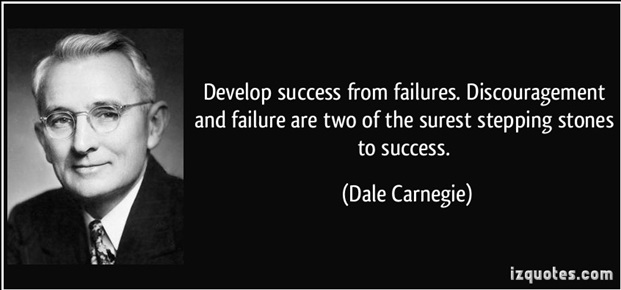 Develop success from failures. Discouragement
and failure are two of the surest stepping stones
to success.
(Dale Carnegie)
izquotes.com